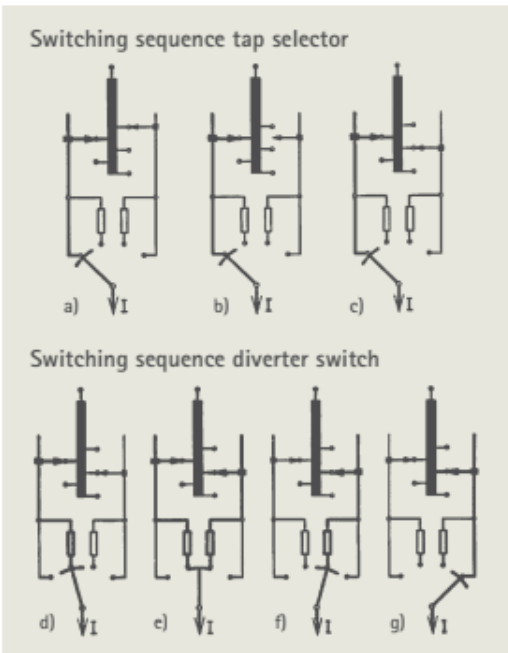 Switching sequence tap selector
a) I b) I c) I
Switching sequence diverter switch
d) I e) I f) I g) I